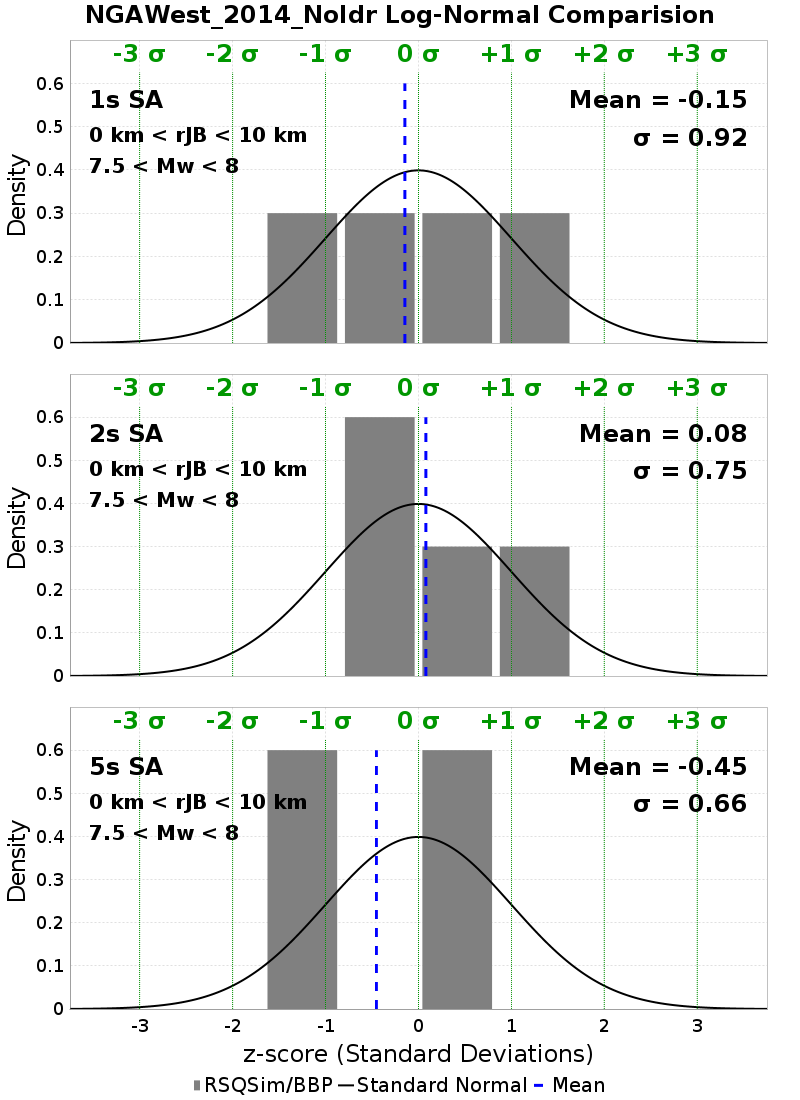 NGAWest_2014_NoIdr Log-Normal Comparision
-3 σ -2 σ -1 σ 0 σ +1 σ +2 σ +3 σ
0.6
1s SA Mean = -0.15
0.5
0 km < rJB < 10 km σ = 0.92
0.4
7.5 < Mw < 8
Density
0.3
0.2
0.1
0
-3 σ -2 σ -1 σ 0 σ +1 σ +2 σ +3 σ
0.6
2s SA Mean = 0.08
0.5
0 km < rJB < 10 km σ = 0.75
0.4
7.5 < Mw < 8
Density
0.3
0.2
0.1
0
-3 σ -2 σ -1 σ 0 σ +1 σ +2 σ +3 σ
0.6
5s SA Mean = -0.45
0.5
0 km < rJB < 10 km σ = 0.66
0.4
7.5 < Mw < 8
Density
0.3
0.2
0.1
0
-3 -2 -1 0 1 2 3
z-score (Standard Deviations)
RSQSim/BBP Standard Normal Mean